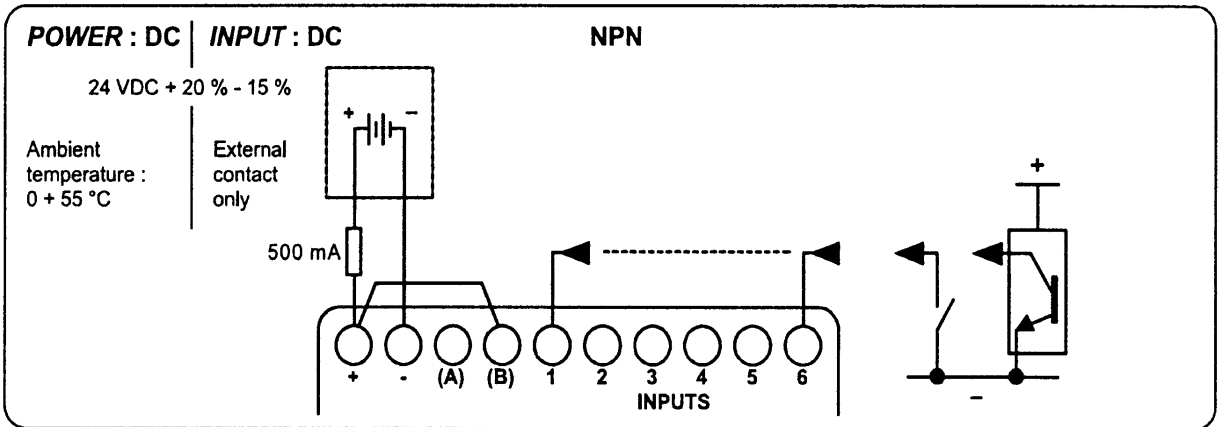 POWER : DC INPUT : DC
NPN
24 VDC + 20 % - 15 %
+ −
Ambient
temperature :
0 + 55 °C
External
contact
only
+
500 mA
+ - (A) (B) 1 2 3 4 5 6
INPUTS
−